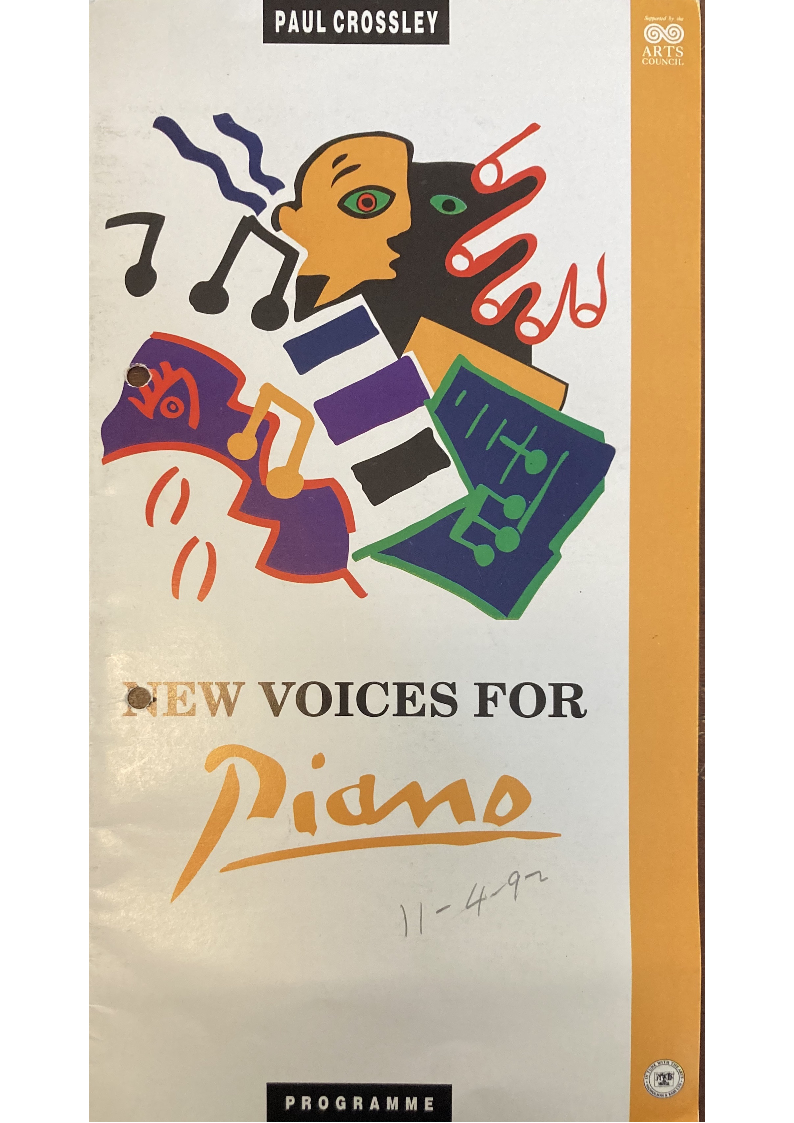 PAUL CROSSLEY
Supported by the
ARTS
COUNCIL
NEW VOICES FOR
Piano
11-4-92
PROGRAMME